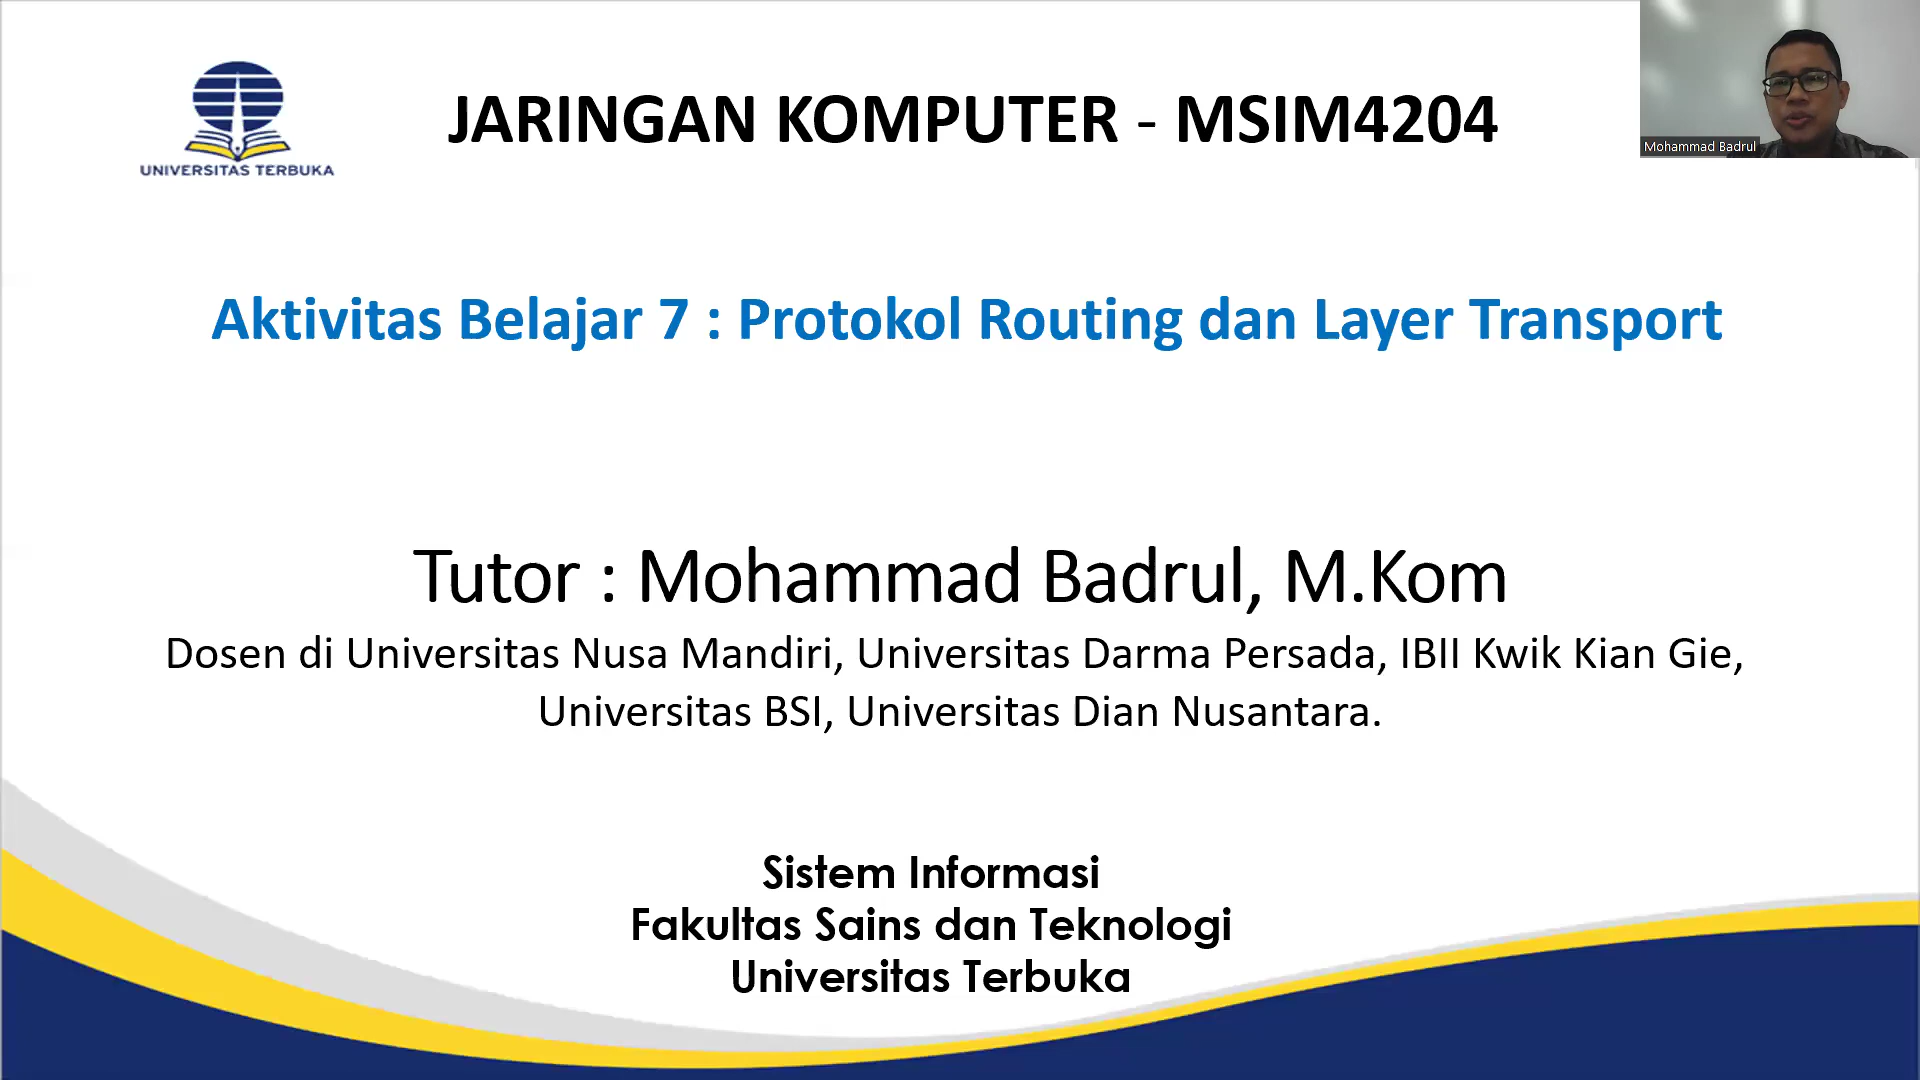 UNIVERSITAS TERBUKA
JARINGAN KOMPUTER - MSIM4204
Mohammad Badrul
Aktivitas Belajar 7 : Protokol Routing dan Layer Transport
Tutor : Mohammad Badrul, M.Kom
Dosen di Universitas Nusa Mandiri, Universitas Darma Persada, IBII Kwik Kian Gie,
Universitas BSI, Universitas Dian Nusantara.
Sistem Informasi
Fakultas Sains dan Teknologi
Universitas Terbuka